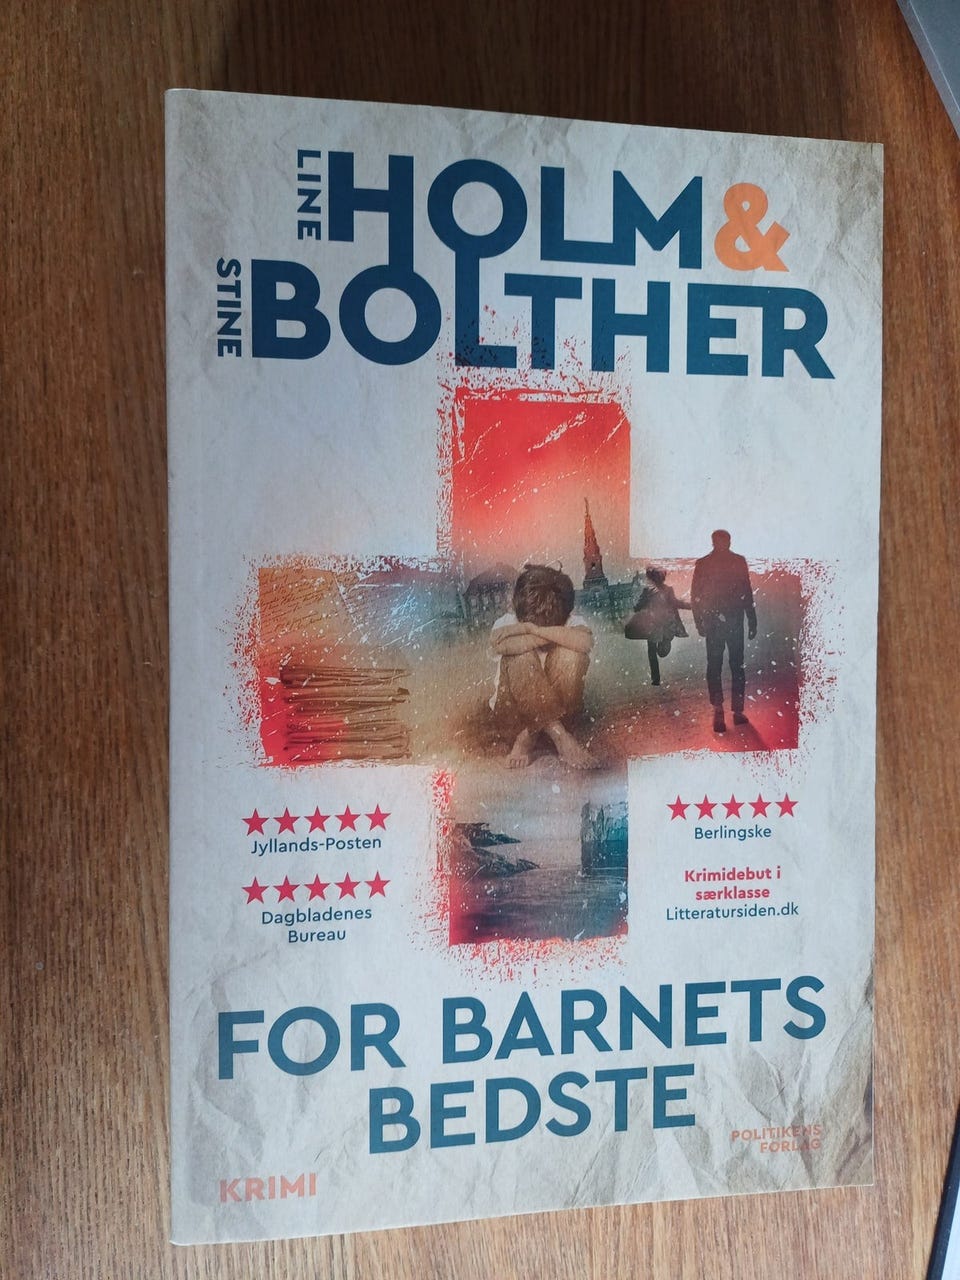 LINE
HOLM &
STINE
BOLTHER
★★★★★
Jyllands-Posten
★★★★★
Dagbladenes
Bureau
★★★★★
Berlingske
Krimidebut i
særklasse
Litteratursiden.dk
FOR BARNETS
BEDSTE
POLITIKENS
FORLAG
KRIMI